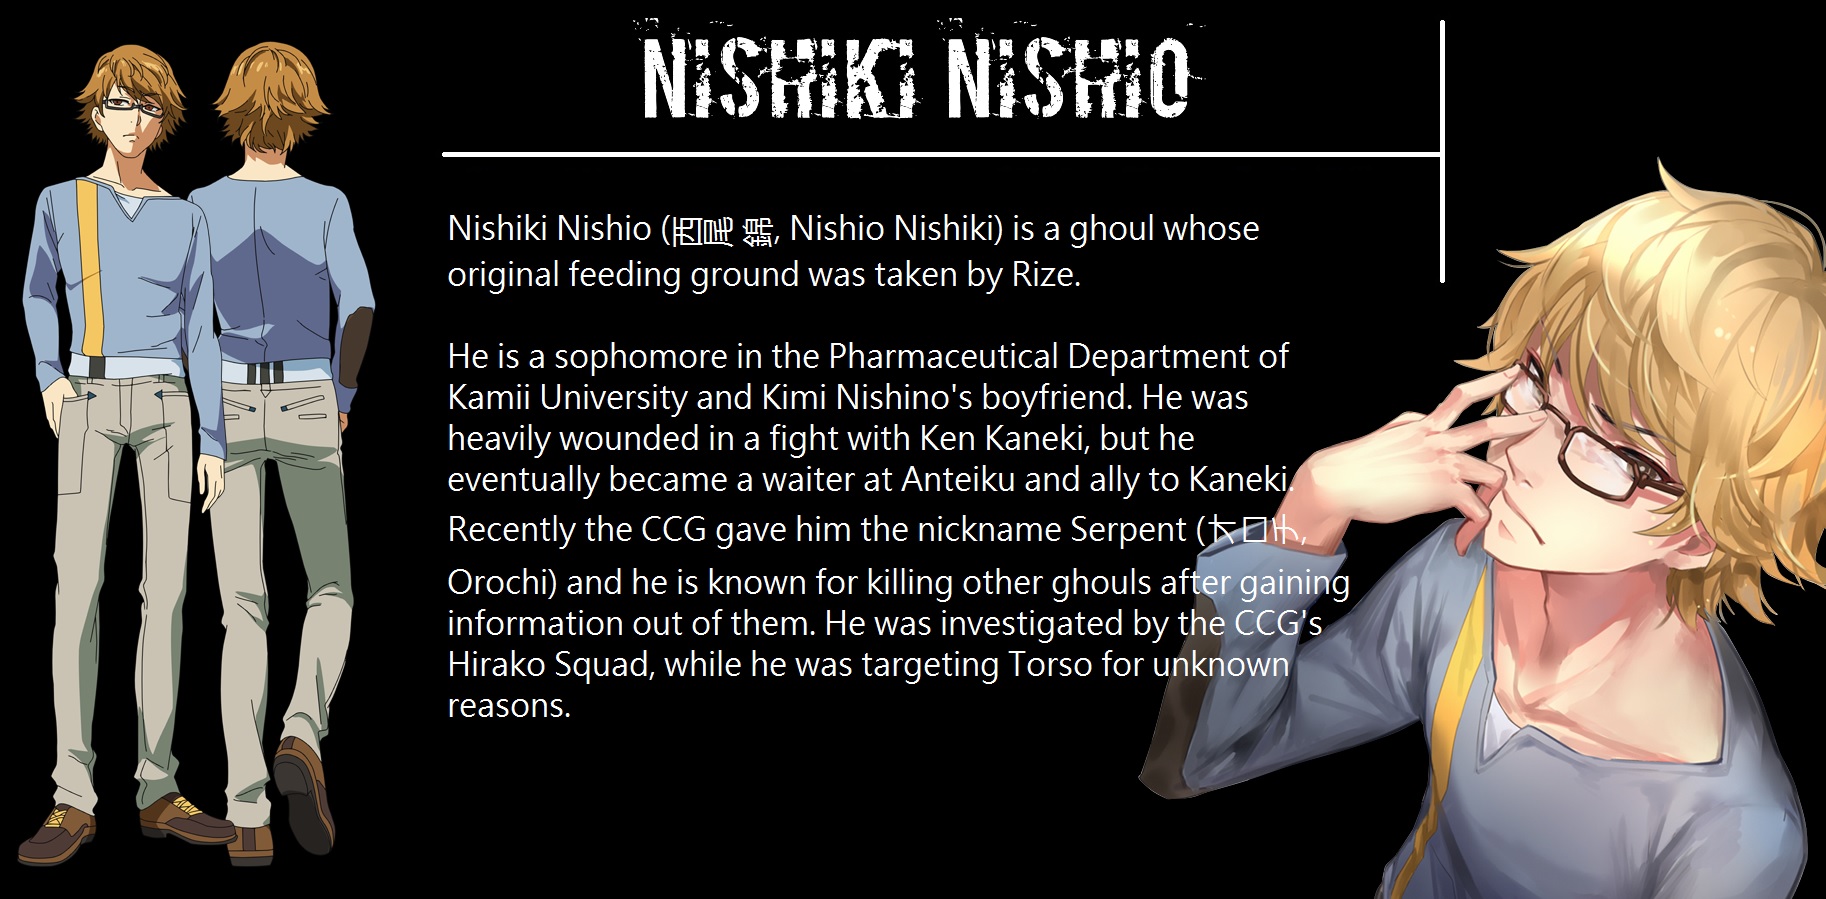 NISHIKI NISHIO
Nishiki Nishio (西尾 錦, Nishio Nishiki) is a ghoul whose
original feeding ground was taken by Rize.
He is a sophomore in the Pharmaceutical Department of
Kamii University and Kimi Nishino's boyfriend. He was
heavily wounded in a fight with Ken Kaneki, but he
eventually became a waiter at Anteiku and ally to Kaneki.
Recently the CCG gave him the nickname Serpent (
Orochi) and he is known for killing other ghouls after gaining
information out of them. He was investigated by the CCG's
Hirako Squad, while he was targeting Torso for unknown
reasons.